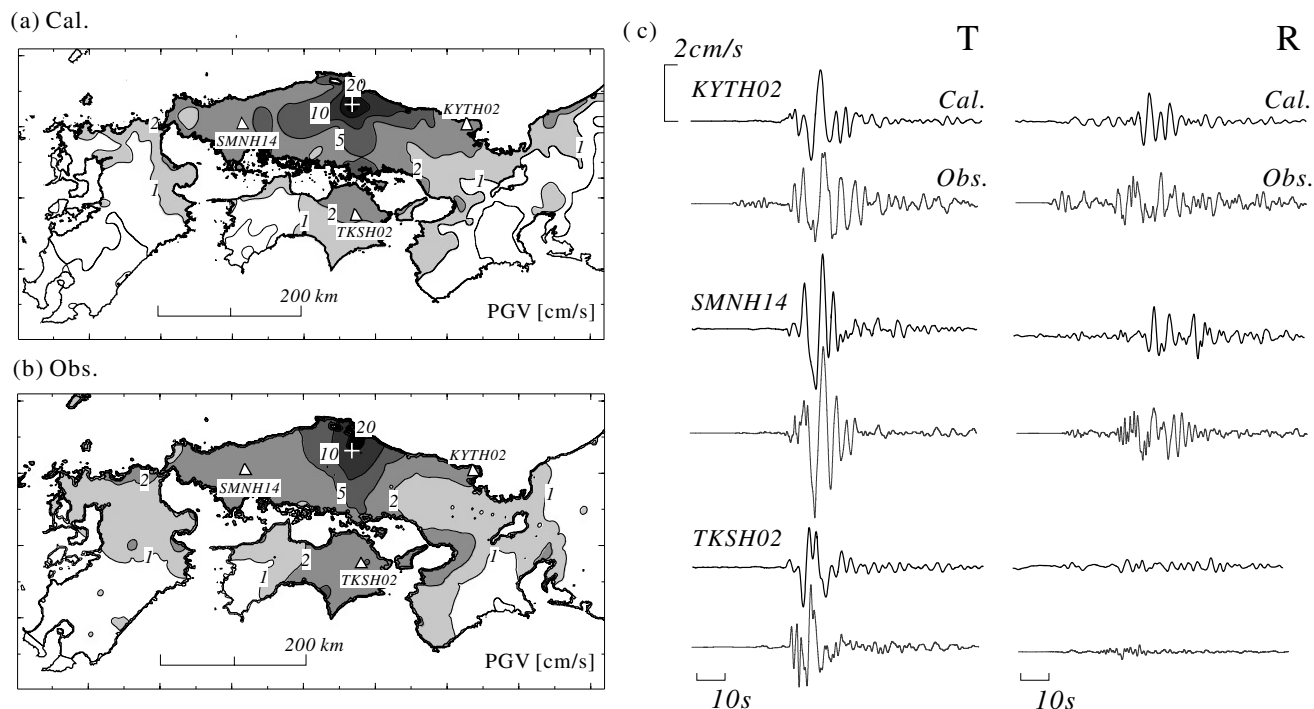 (a) Cal.
20
10
KYTH02
2
SMNH14
5
1
2
1
1
2
1
TKSH02
200 km
PGV [cm/s]
(b) Obs.
20
10
KYTH02
2
SMNH14
5
2
1
1
2
1
1
TKSH02
200 km
PGV [cm/s]
(c)
T
R
2cm/s
KYTH02
Cal.
Cal.
Obs.
Obs.
SMNH14
TKSH02
10s
10s